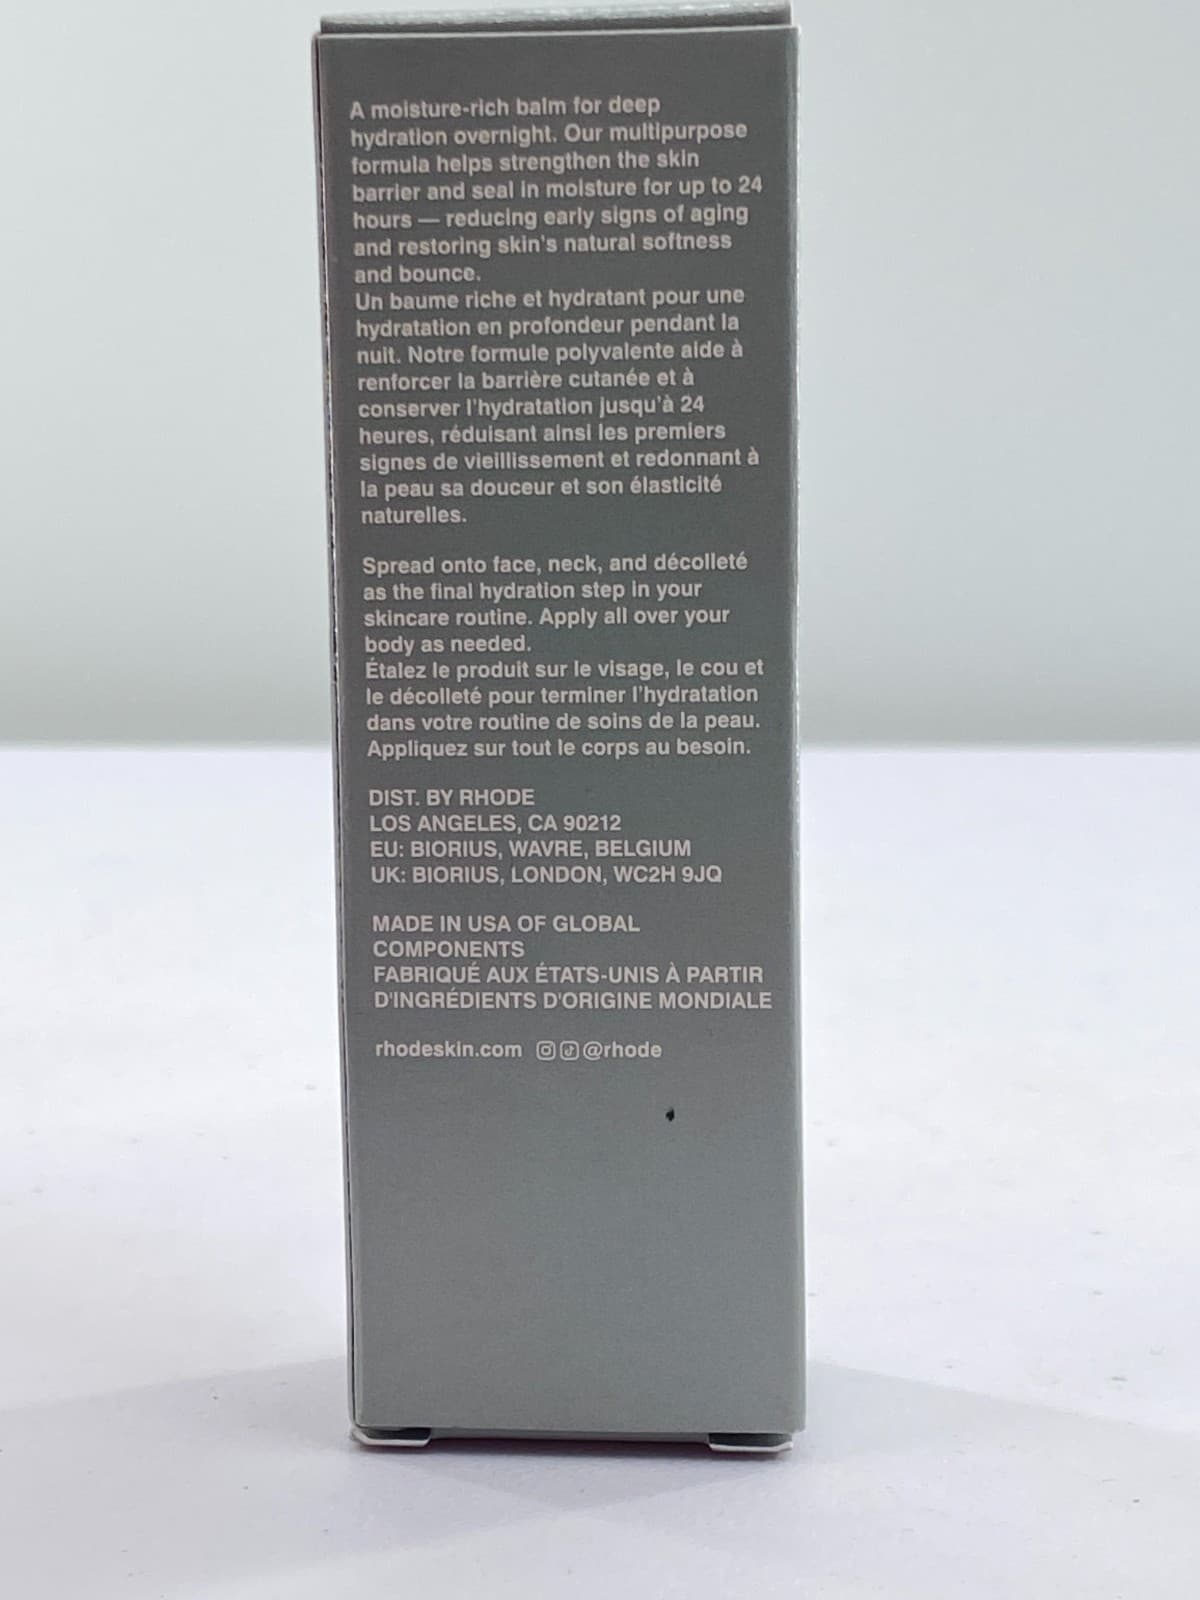 A moisture-rich balm for deep
hydration overnight. Our multipurpose
formula helps strengthen the skin
barrier and seal in moisture for up to 24
hours — reducing early signs of aging
and restoring skin's natural softness
and bounce.
Un baume riche et hydratant pour une
hydratation en profondeur pendant la
nuit. Notre formule polyvalente aide à
renforcer la barrière cutanée et à
conserver l'hydratation jusqu'à 24
heures, réduisant ainsi les premiers
signes de vieillissement et redonnant à
la peau sa douceur et son élasticité
naturelles.
Spread onto face, neck, and décolleté
as the final hydration step in your
skincare routine. Apply all over your
body as needed.
Étalez le produit sur le visage, le cou et
le décolleté pour terminer l'hydratation
dans votre routine de soins de la peau.
Appliquez sur tout le corps au besoin.
DIST. BY RHODE
LOS ANGELES, CA 90212
EU: BIORIUS, WAVRE, BELGIUM
UK: BIORIUS, LONDON, WC2H 9JQ
MADE IN USA OF GLOBAL
COMPONENTS
FABRIQUÉ AUX ÉTATS-UNIS À PARTIR
D'INGRÉDIENTS D'ORIGINE MONDIALE
rhodeskin.com @rhode